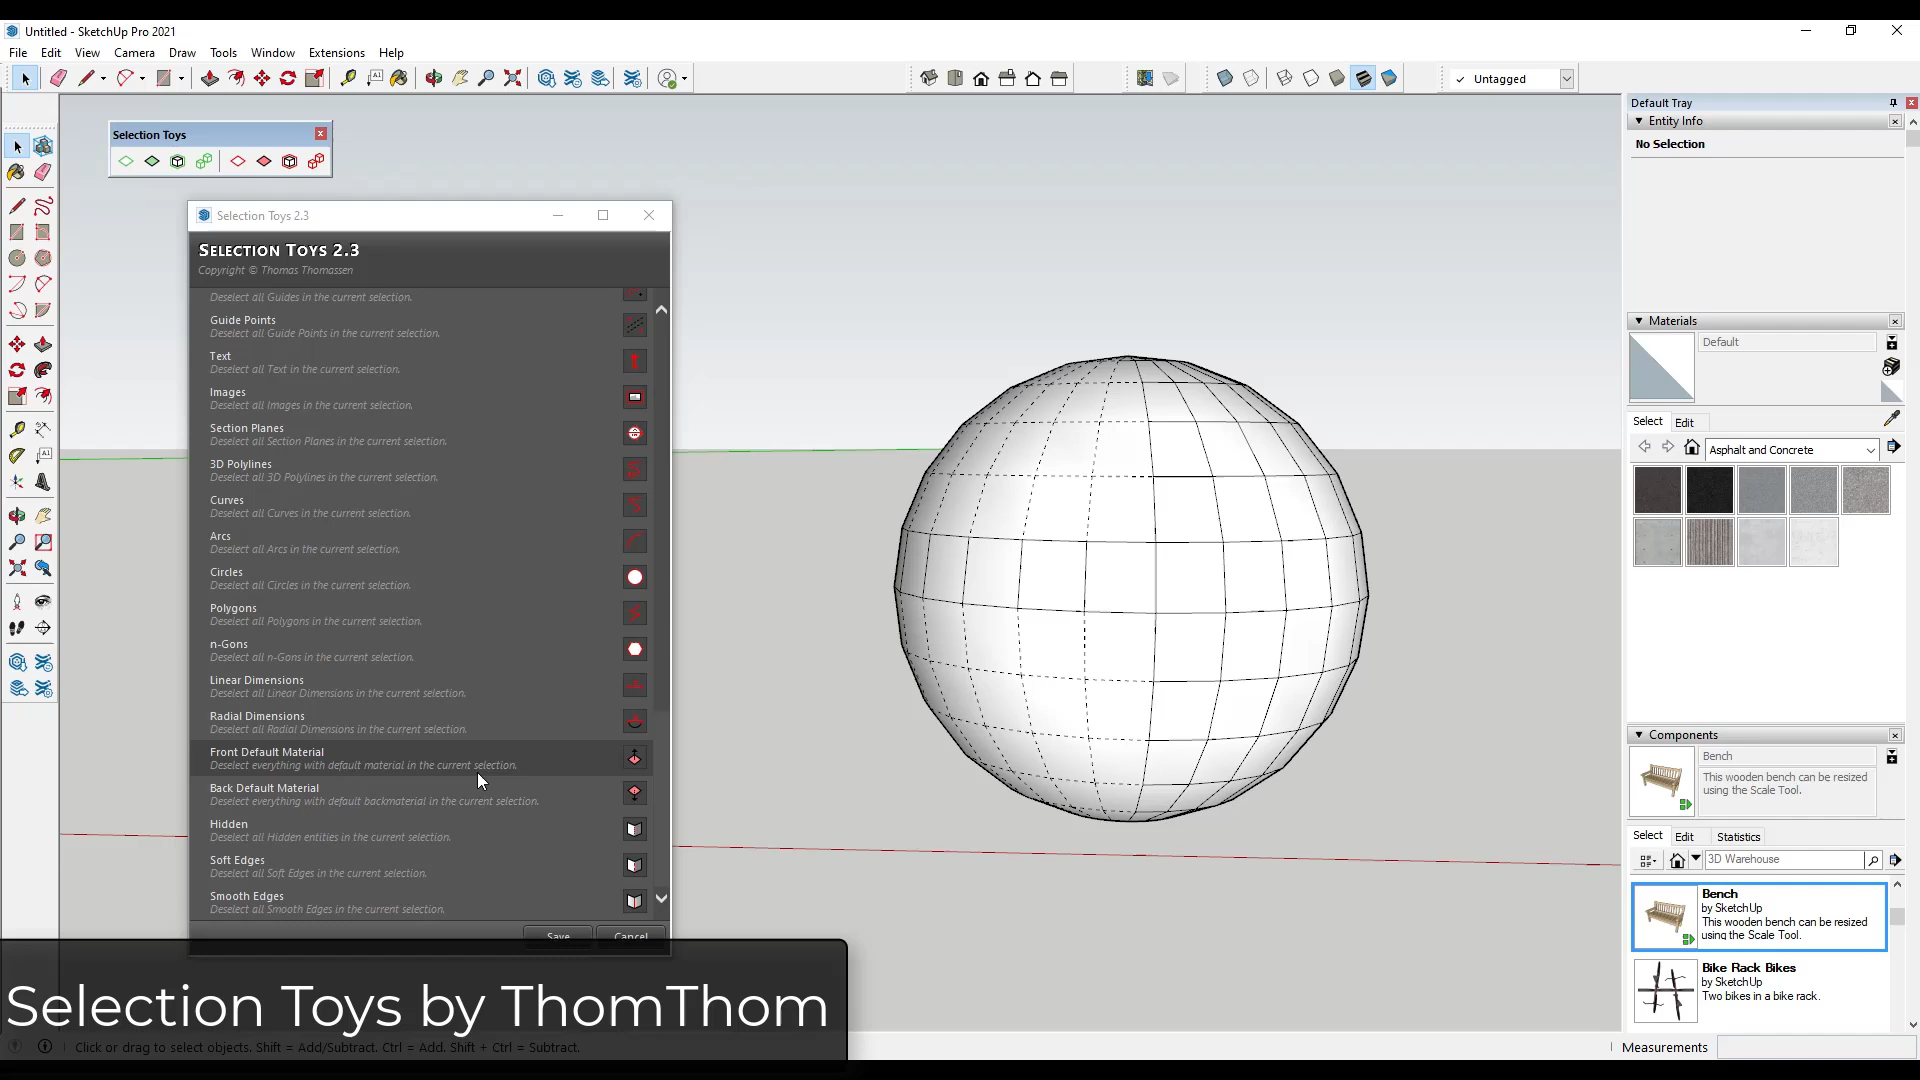 Untitled - SketchUp Pro 2021
File Edit View Camera Draw Tools Window Extensions Help
A1
Untagged
Default Tray
Entity Info
No Selection
Selection Toys
Selection Toys 2.3
SELECTION TOYS 2.3
Copyright © Thomas Thomassen
Deselect all Guides in the current selection.
Guide Points
Deselect all Guide Points in the current selection.
Text
Deselect all Text in the current selection.
Images
Deselect all Images in the current selection.
Section Planes
Deselect all Section Planes in the current selection.
3D Polylines
Deselect all 3D Polylines in the current selection.
Curves
Deselect all Curves in the current selection.
Arcs
Deselect all Arcs in the current selection.
Circles
Deselect all Circles in the current selection.
Polygons
Deselect all Polygons in the current selection.
n-Gons
Deselect all n-Gons in the current selection.
Linear Dimensions
Deselect all Linear Dimensions in the current selection.
Radial Dimensions
Deselect all Radial Dimensions in the current selection.
Front Default Material
Deselect everything with default material in the current selection.
Back Default Material
Deselect everything with default backmaterial in the current selection.
Hidden
Deselect all Hidden entities in the current selection.
Soft Edges
Deselect all Soft Edges in the current selection.
Smooth Edges
Deselect all Smooth Edges in the current selection.
Save Cancel
A1
Materials
Default
Select Edit
Asphalt and Concrete
Components
Bench
This wooden bench can be resized
using the Scale Tool.
Select Edit Statistics
3D Warehouse
Bench
by SketchUp
This wooden bench can be resized
using the Scale Tool.
Bike Rack Bikes
by SketchUp
Two bikes in a bike rack.
Selection Toys by ThomThom
Click or drag to select objects. Shift = Add/Subtract. Ctrl = Add. Shift + Ctrl = Subtract.
Measurements